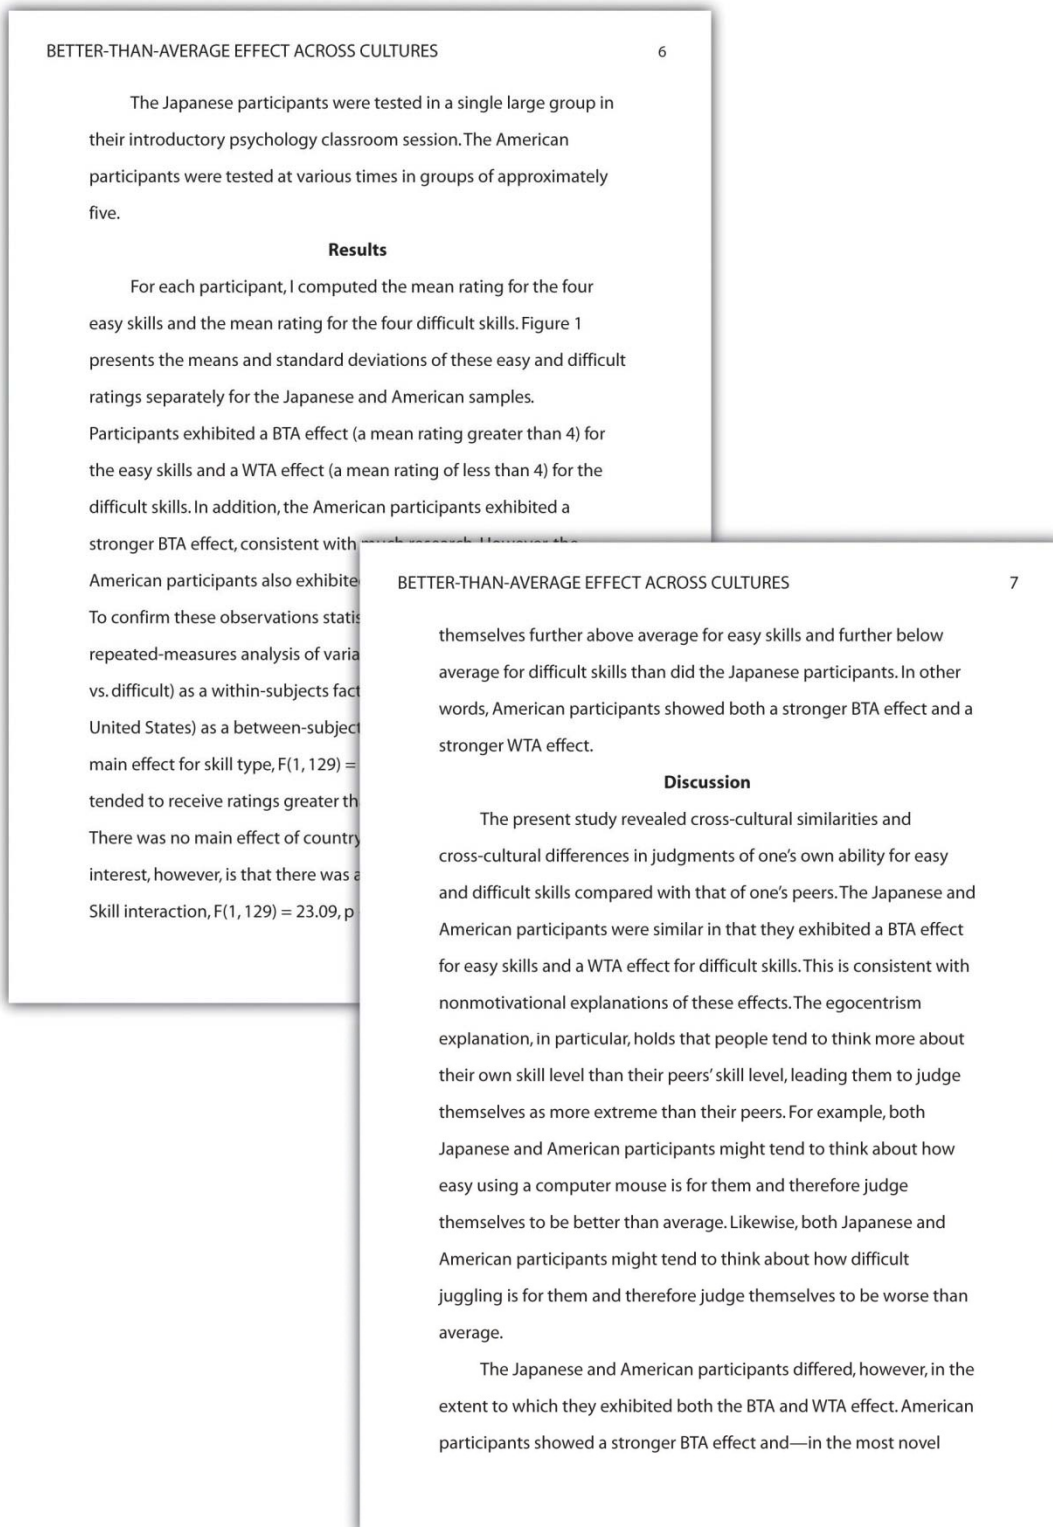 BETTER-THAN-AVERAGE EFFECT ACROSS CULTURES 6
The Japanese participants were tested in a single large group in
their introductory psychology classroom session. The American
participants were tested at various times in groups of approximately
five.
Results
For each participant, I computed the mean rating for the four
easy skills and the mean rating for the four difficult skills. Figure 1
presents the means and standard deviations of these easy and difficult
ratings separately for the Japanese and American samples.
Participants exhibited a BTA effect (a mean rating greater than 4) for
the easy skills and a WTA effect (a mean rating of less than 4) for the
difficult skills. In addition, the American participants exhibited a
stronger BTA effect, consistent with much research. However the
American participants also
To confirm these observations
repeated-measures analysis of
vs. difficult) as a within-subjects
United States) as a
main effect for skill type, F(1, 129) =
tended to receive ratings greater
There was no main effect of country
interest, however, is that there was
Skill interaction, F(1, 129) = 23.09, p
BETTER-THAN-AVERAGE EFFECT ACROSS CULTURES 7
themselves further above average for easy skills and further below
average for difficult skills than did the Japanese participants. In other
words, American participants showed both a stronger BTA effect and a
stronger WTA effect.
Discussion
The present study revealed cross-cultural similarities and
cross-cultural differences in judgments of one's own ability for easy
and difficult skills compared with that of one's peers. The Japanese and
American participants were similar in that they exhibited a BTA effect
for easy skills and a WTA effect for difficult skills. This is consistent with
nonmotivational explanations of these effects. The egocentrism
explanation, in particular, holds that people tend to think more about
their own skill level than their peers' skill level, leading them to judge
themselves as more extreme than their peers. For example, both
Japanese and American participants might tend to think about how
easy using a computer mouse is for them and therefore judge
themselves to be better than average. Likewise, both Japanese and
American participants might tend to think about how difficult
juggling is for them and therefore judge themselves to be worse than
average.
The Japanese and American participants differed, however, in the
extent to which they exhibited both the BTA and WTA effect. American
participants showed a stronger BTA effect and—in the most novel